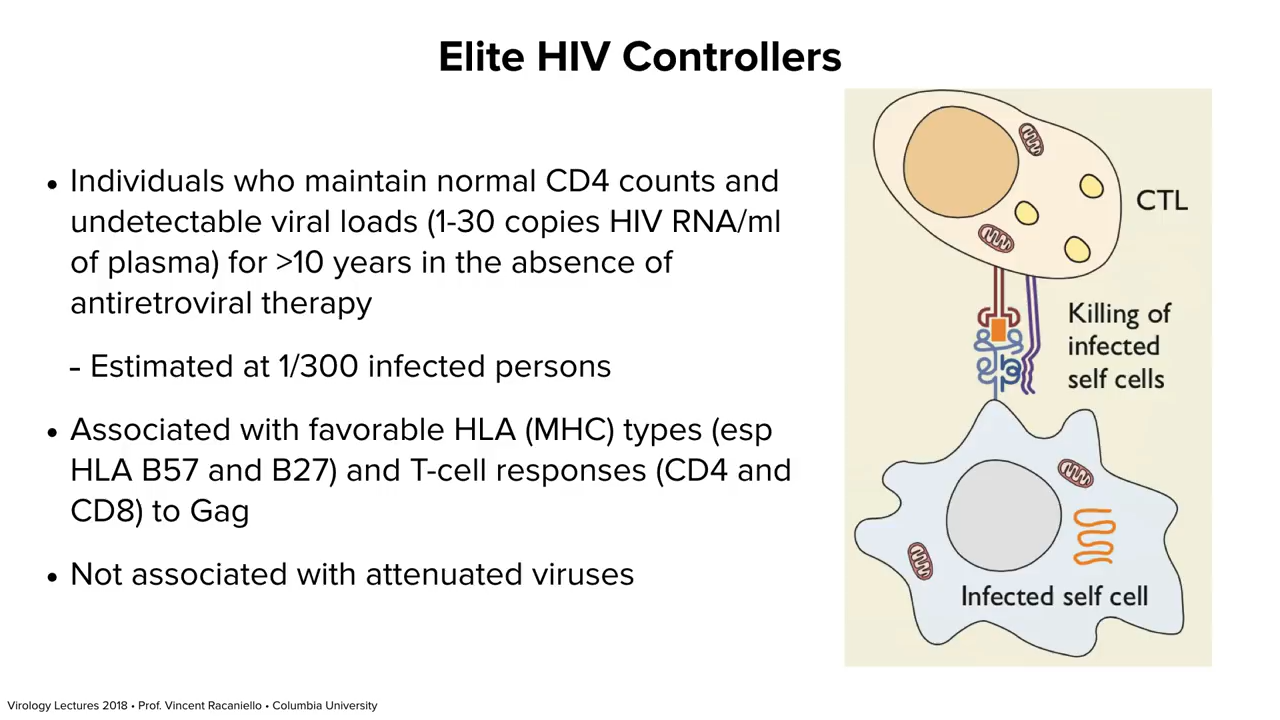 Elite HIV Controllers
• Individuals who maintain normal CD4 counts and
undetectable viral loads (1-30 copies HIV RNA/ml
of plasma) for >10 years in the absence of
antiretroviral therapy
- Estimated at 1/300 infected persons
• Associated with favorable HLA (MHC) types (esp
HLA B57 and B27) and T-cell responses (CD4 and
CD8) to Gag
• Not associated with attenuated viruses
CTL
Killing of
infected
self cells
Infected self cell
Virology Lectures 2018 • Prof. Vincent Racaniello • Columbia University